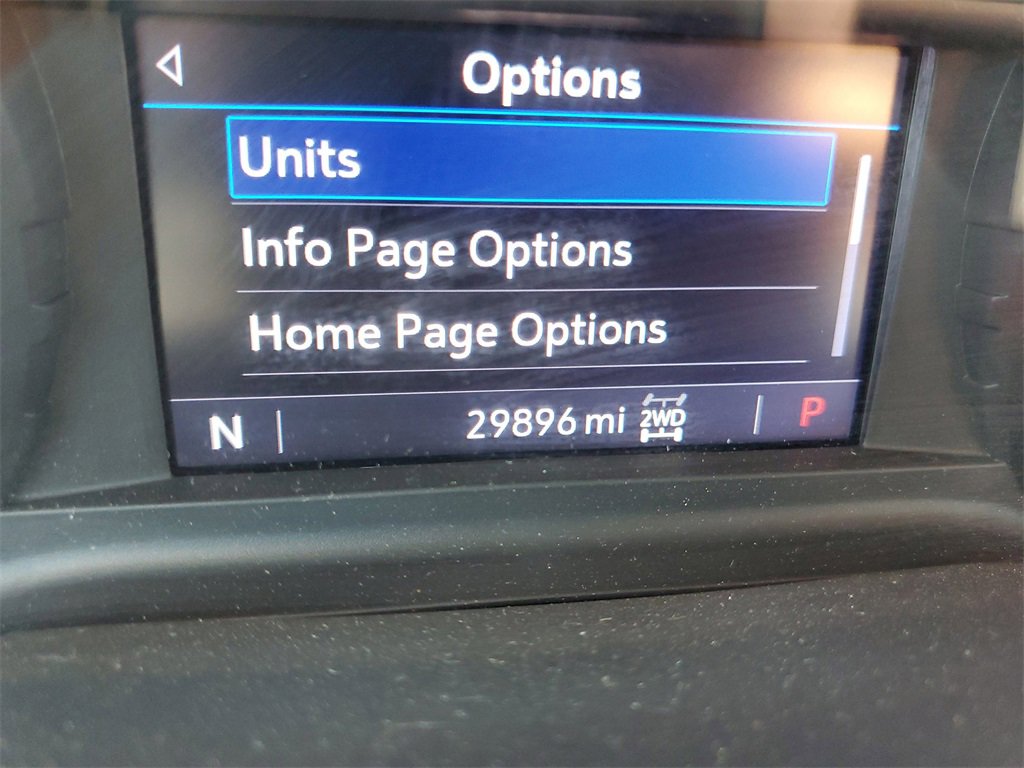 Options
Units
Info Page Options
Home Page Options
N 29896 mi 2WD P